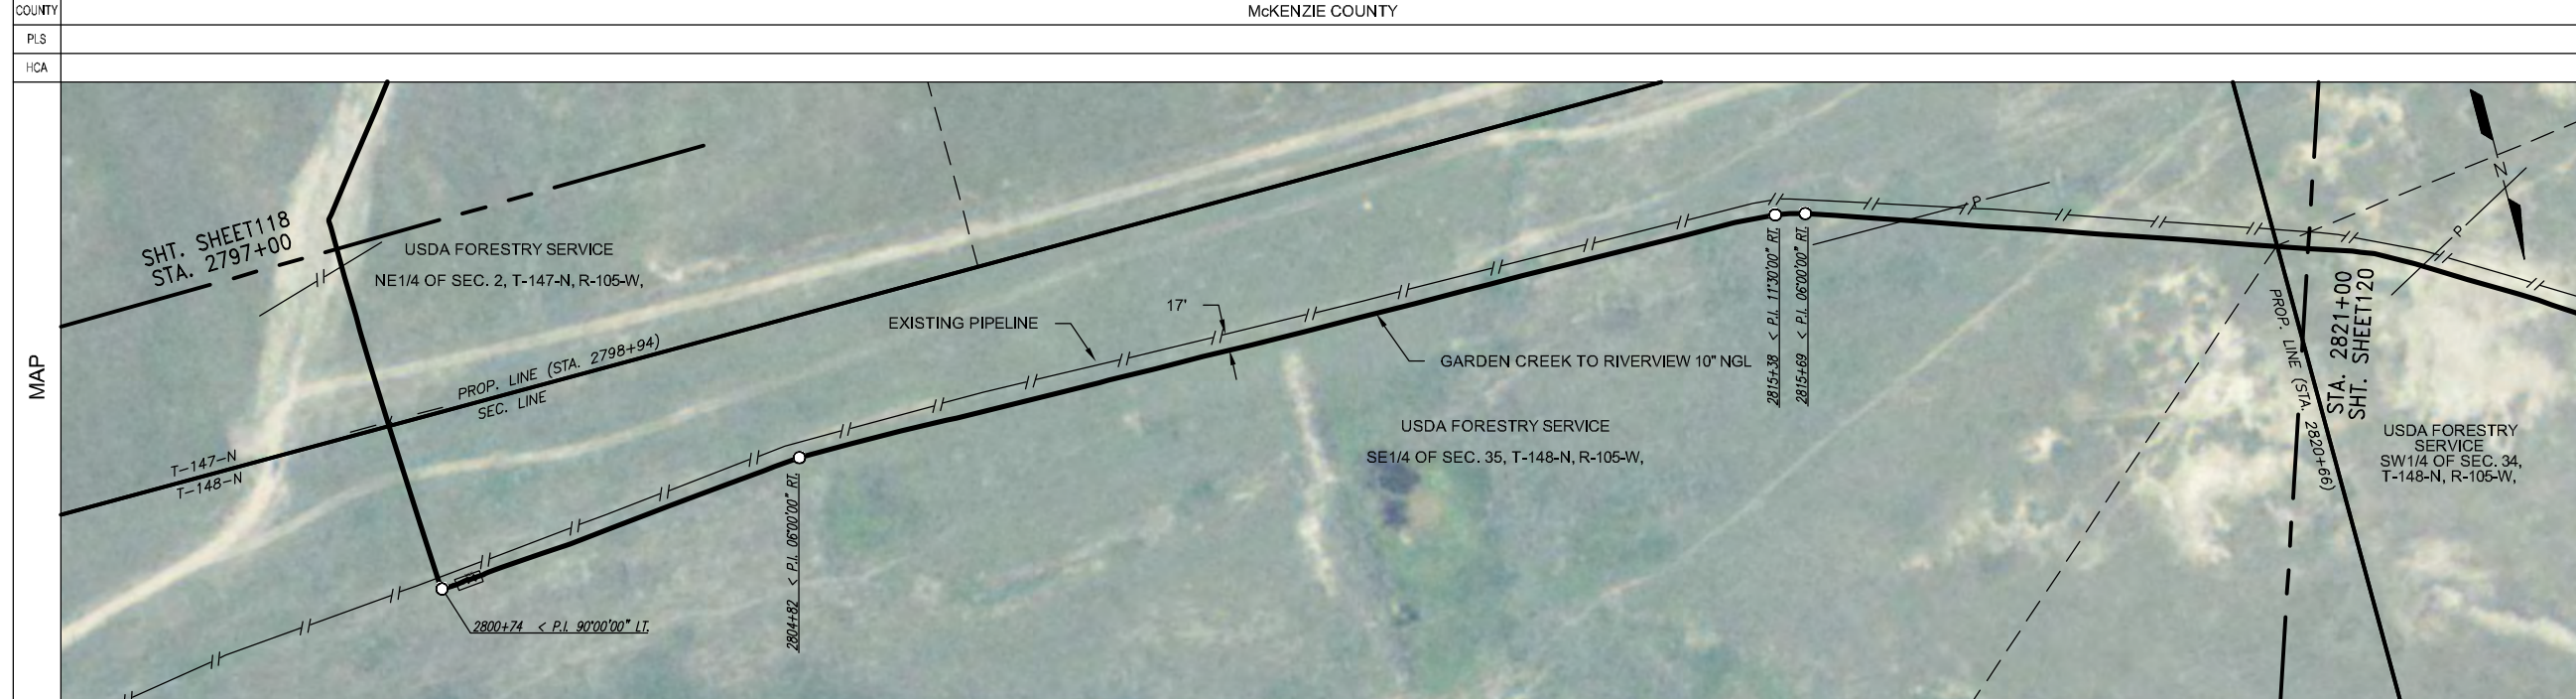 COUNTY
McKENZIE COUNTY
PLS
HCA
MAP
SHT. SHEET118
STA. 2797+00
USDA FORESTRY SERVICE
NE1/4 OF SEC. 2, T-147-N, R-105-W,
PROP. LINE (STA. 2798+94)
SEC. LINE
T-147-N
T-148-N
2800+74 < P.I. 90°00'00" LT.
2804+82 < P.I. 06°00'00" RT.
EXISTING PIPELINE
17'
GARDEN CREEK TO RIVERVIEW 10" NGL
USDA FORESTRY SERVICE
SE1/4 OF SEC. 35, T-148-N, R-105-W,
2815+38 < P.I. 11°30'00" RT.
2815+69 < P.I. 06°00'00" RT.
P
PROP. LINE (STA. 2820+66)
STA. 2821+00
SHT. SHEET120
P
N
USDA FORESTRY
SERVICE
SW1/4 OF SEC. 34,
T-148-N, R-105-W,